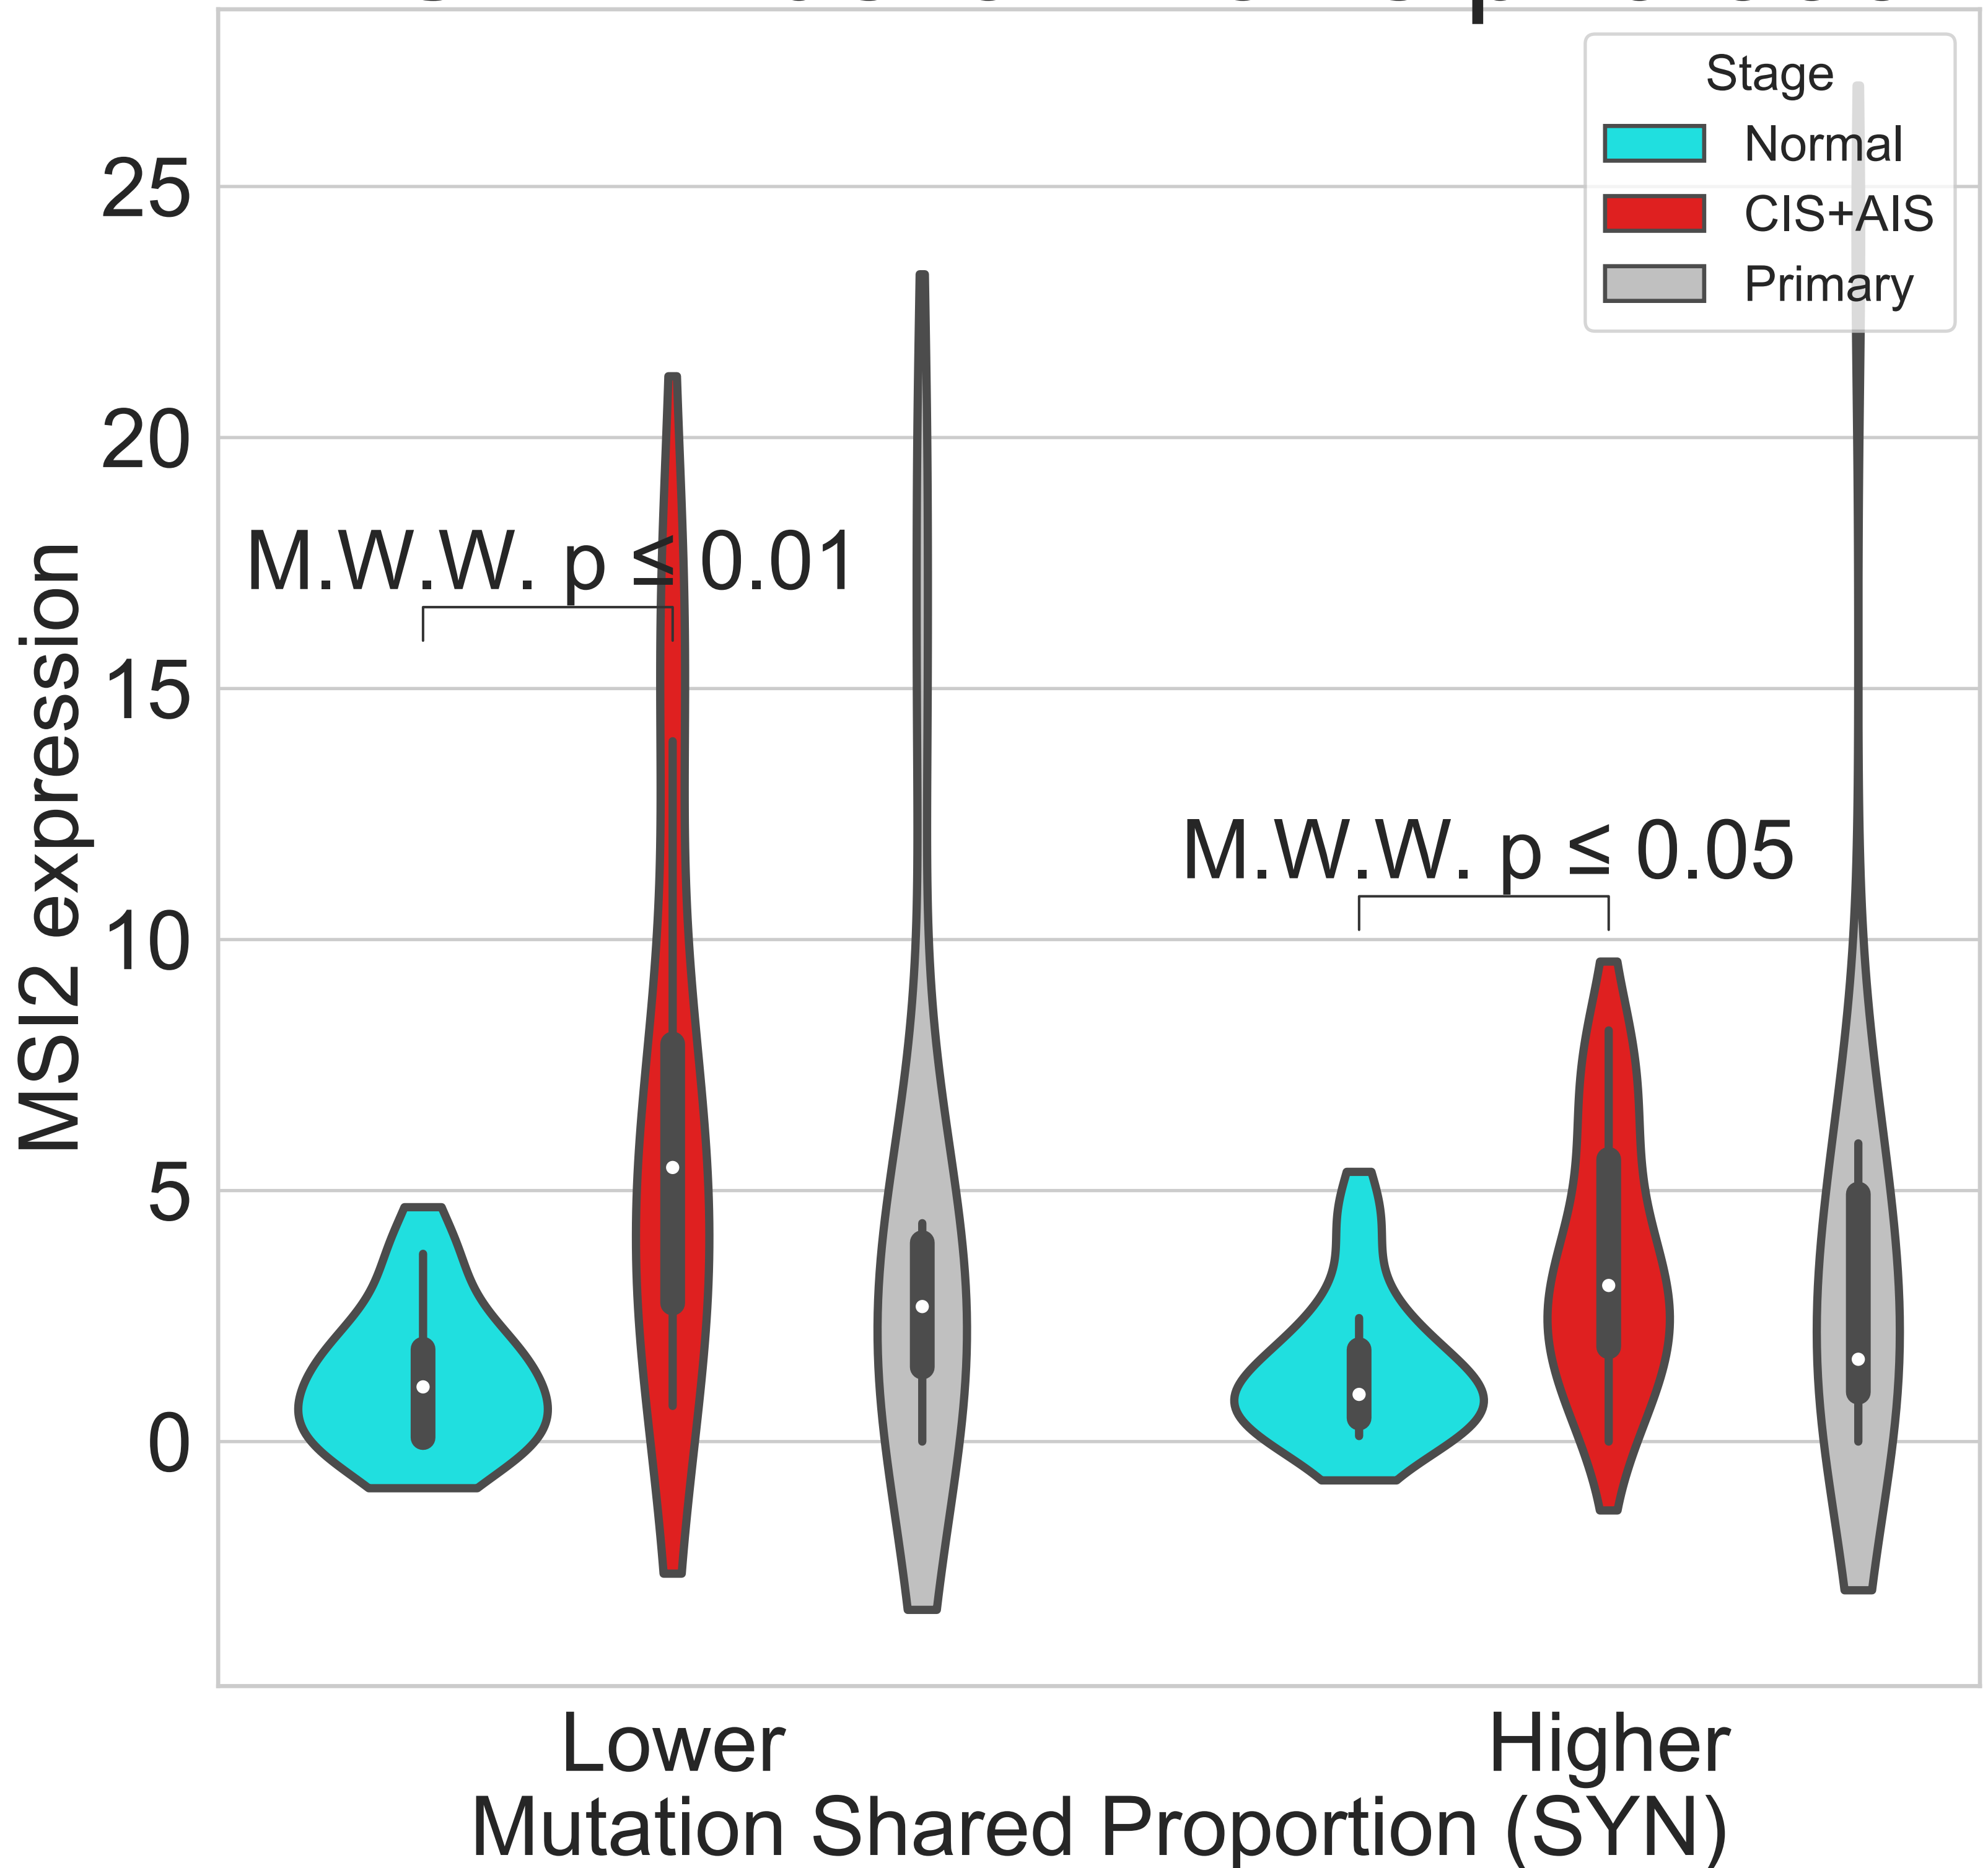 Stage
Normal
CIS+AIS
Primary
25
20
15
10
5
0
MSI2 expression
M.W.W. p ≤ 0.01
M.W.W. p ≤ 0.05
Lower
Higher
Mutation Shared Proportion (SYN)